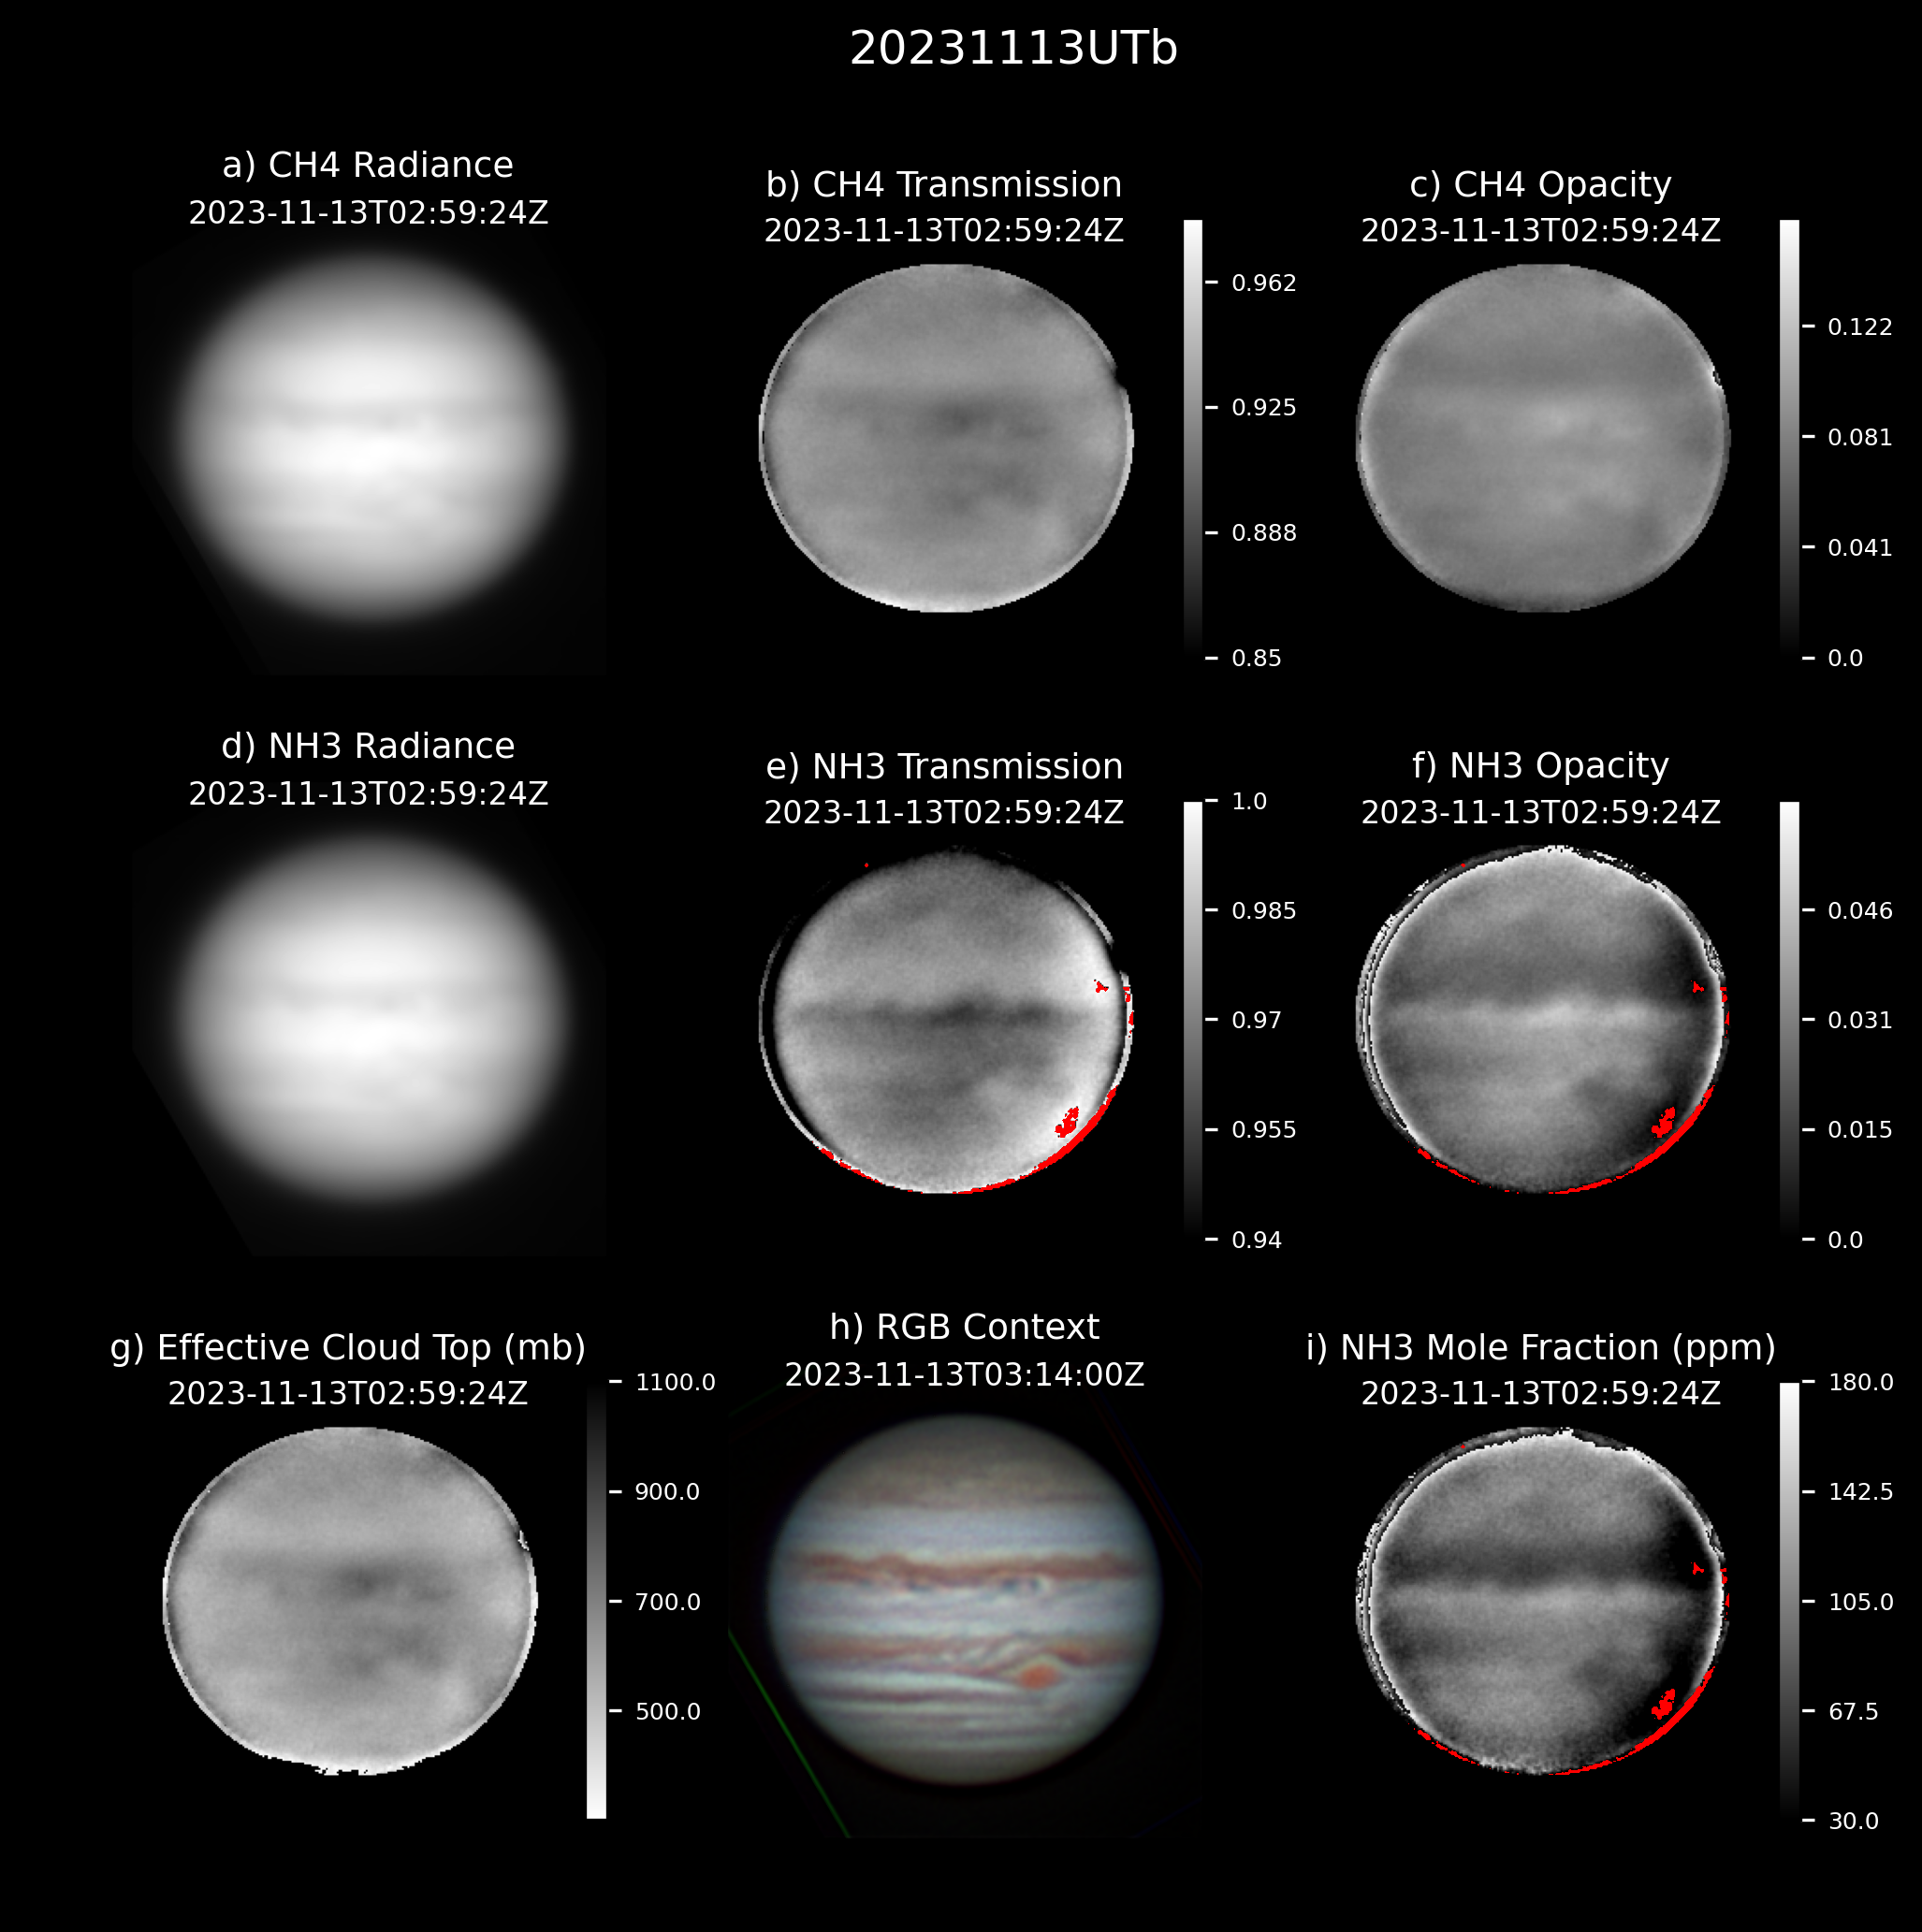 20231113UTb
a) CH4 Radiance
2023-11-13T02:59:24Z
b) CH4 Transmission
2023-11-13T02:59:24Z
0.962
0.925
0.888
0.85
c) CH4 Opacity
2023-11-13T02:59:24Z
0.122
0.081
0.041
0.0
d) NH3 Radiance
2023-11-13T02:59:24Z
e) NH3 Transmission
2023-11-13T02:59:24Z
1.0
0.985
0.97
0.955
0.94
f) NH3 Opacity
2023-11-13T02:59:24Z
0.046
0.031
0.015
0.0
g) Effective Cloud Top (mb)
2023-11-13T02:59:24Z
1100.0
900.0
700.0
500.0
h) RGB Context
2023-11-13T03:14:00Z
i) NH3 Mole Fraction (ppm)
2023-11-13T02:59:24Z
180.0
142.5
105.0
67.5
30.0